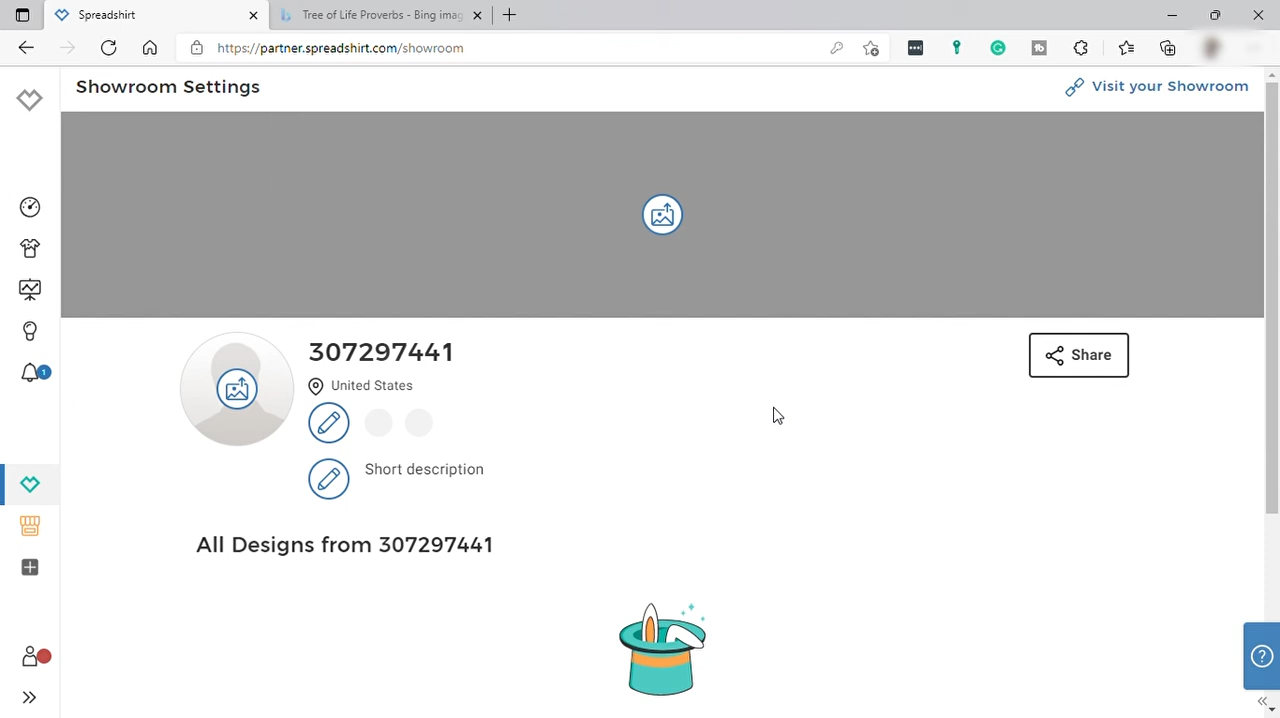 Spreadshirt
Tree of Life Proverbs - Bing imag
https://partner.spreadshirt.com/showroom
Showroom Settings
Visit your Showroom
307297441
United States
Share
1
Short description
All Designs from 307297441